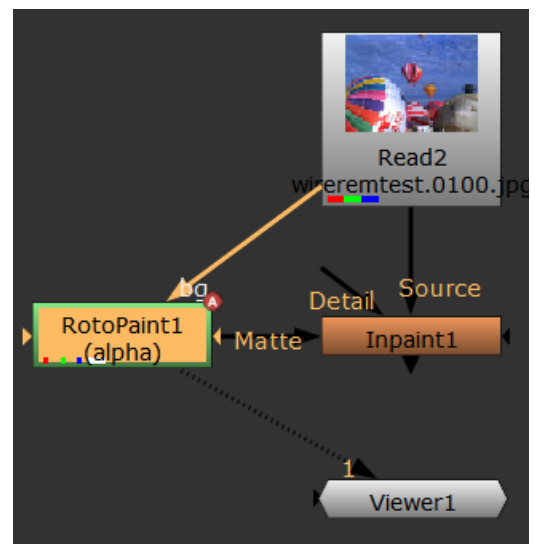 Read2
wireremtest.0100.jpg
bg
A
Detail
Source
RotoPaint1
(alpha)
Matte
Inpaint1
1
Viewer1